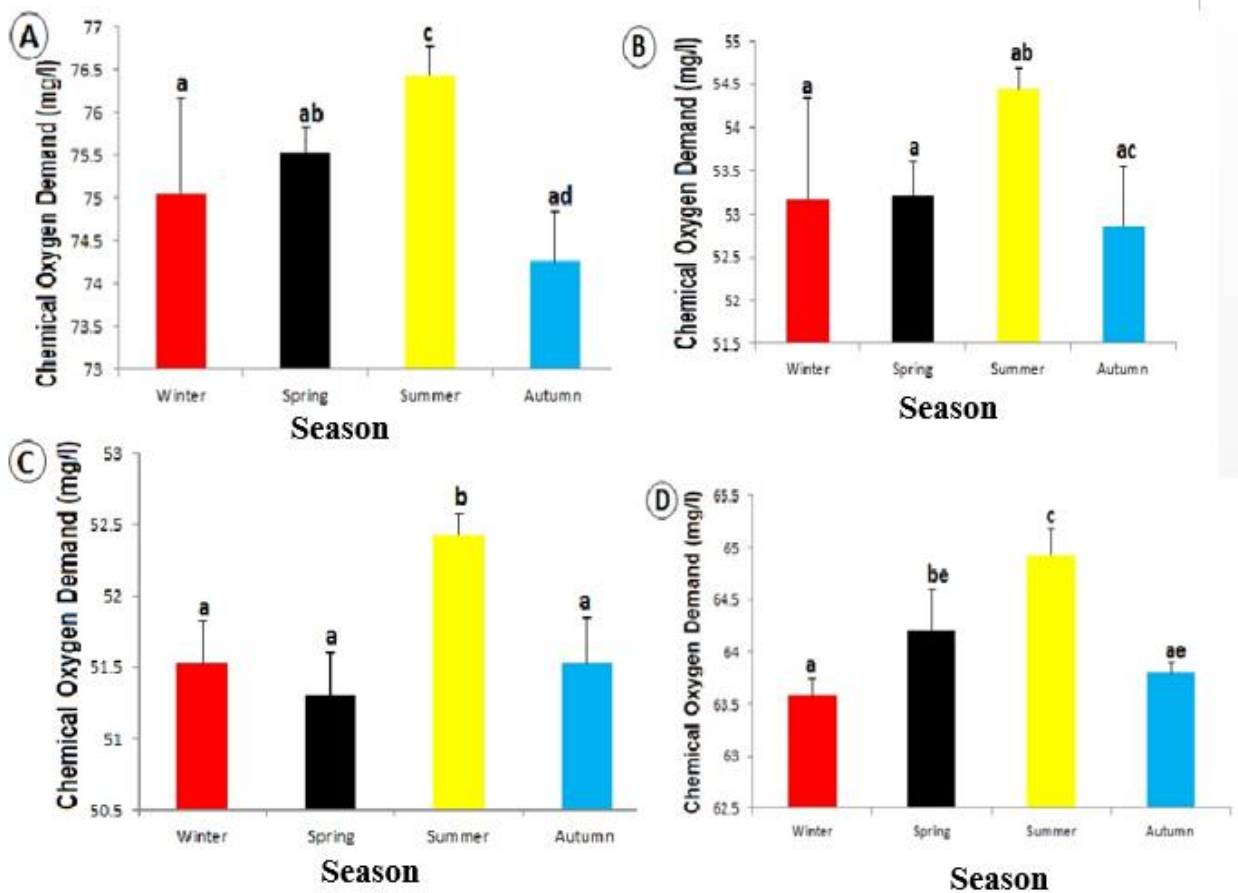 A
Chemical Oxygen Demand (mg/l)
77
76.5
76
75.5
75
74.5
74
73.5
73
a
ab
c
ad
Winter Spring Summer Autumn
Season
B
Chemical Oxygen Demand (mg/l)
55
54.5
54
53.5
53
52.5
52
51.5
a
a
ab
ac
Winter Spring Summer Autumn
Season
C
Chemical Oxygen Demand (mg/l)
53
52.5
52
51.5
51
50.5
a
a
b
a
Winter Spring Summer Autumn
Season
D
Chemical Oxygen Demand (mg/l)
65.5
65
64.5
64
63.5
63
62.5
a
be
c
ae
Winter Spring Summer Autumn
Season